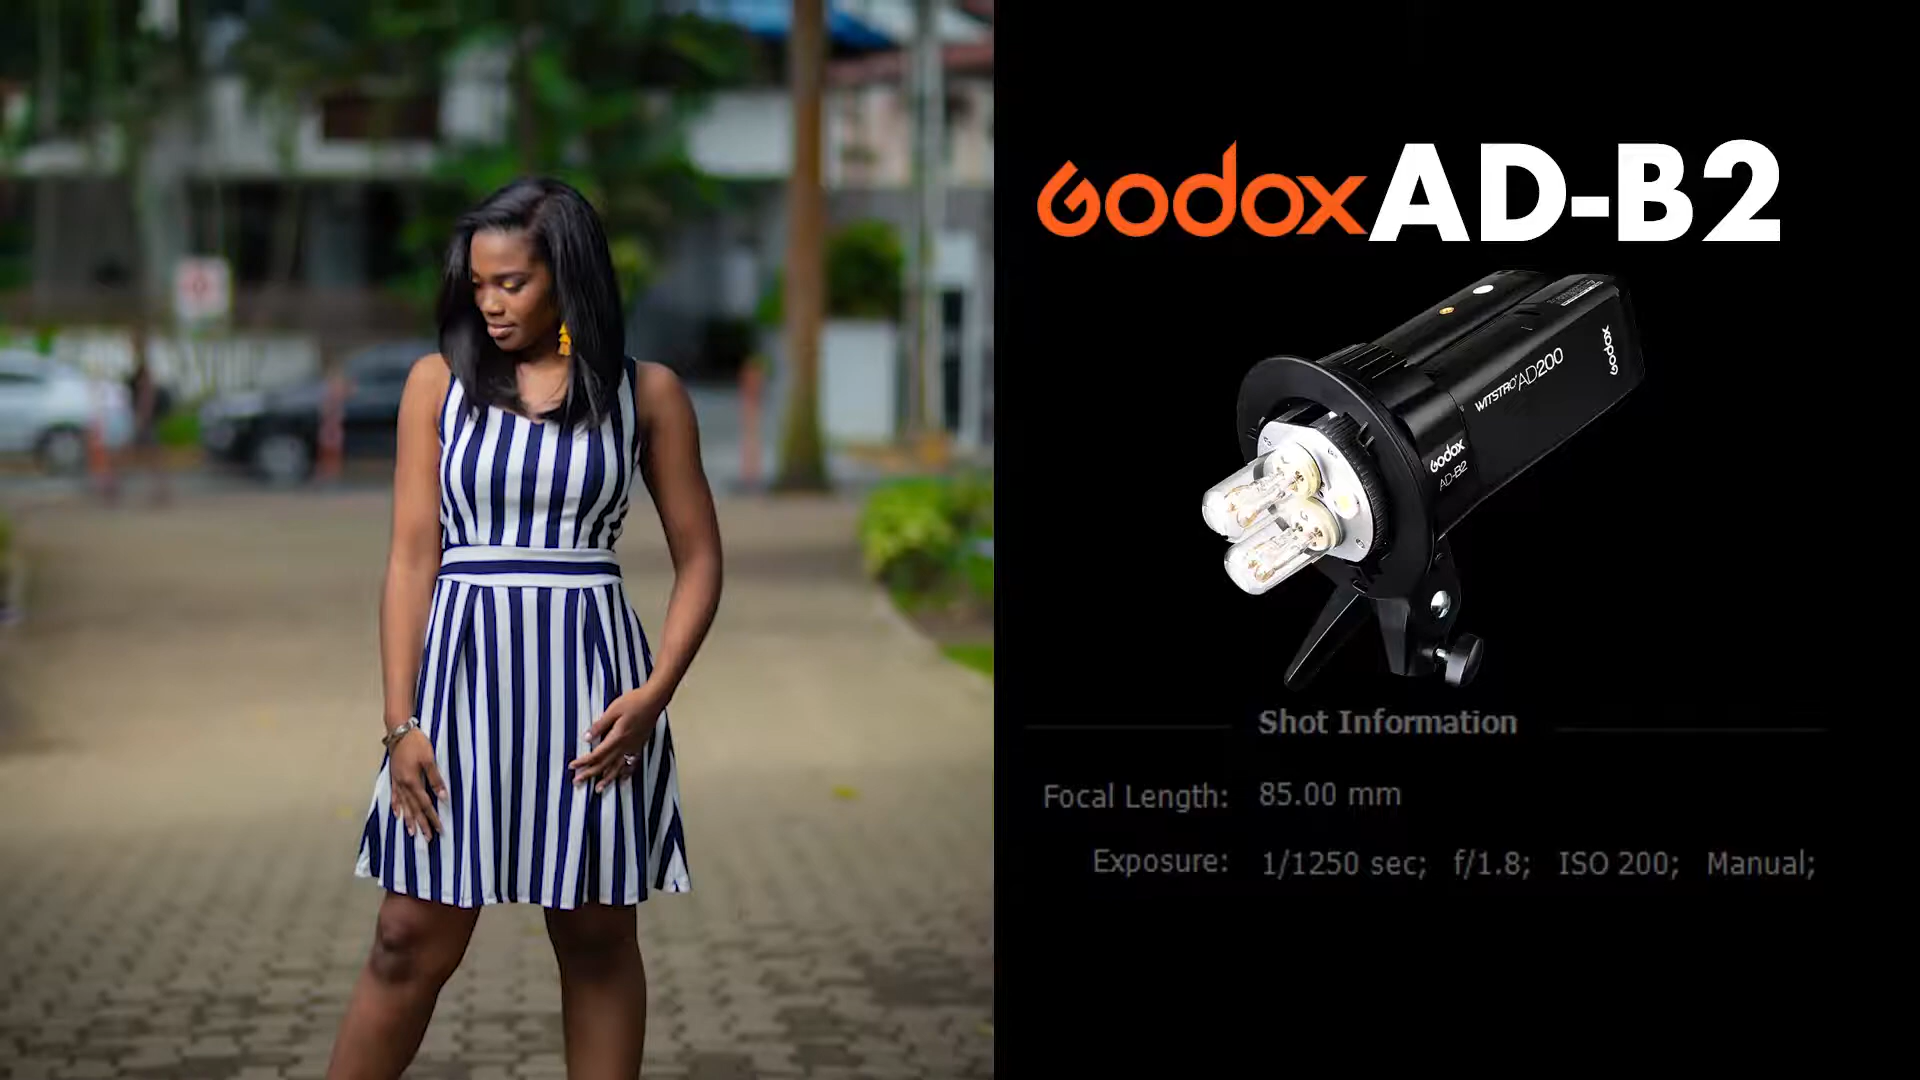 Godox AD-B2
WITSTRO AD200
Godox
Godox
AD-B2
Shot Information
Focal Length: 85.00 mm
Exposure: 1/1250 sec; f/1.8; ISO 200; Manual;